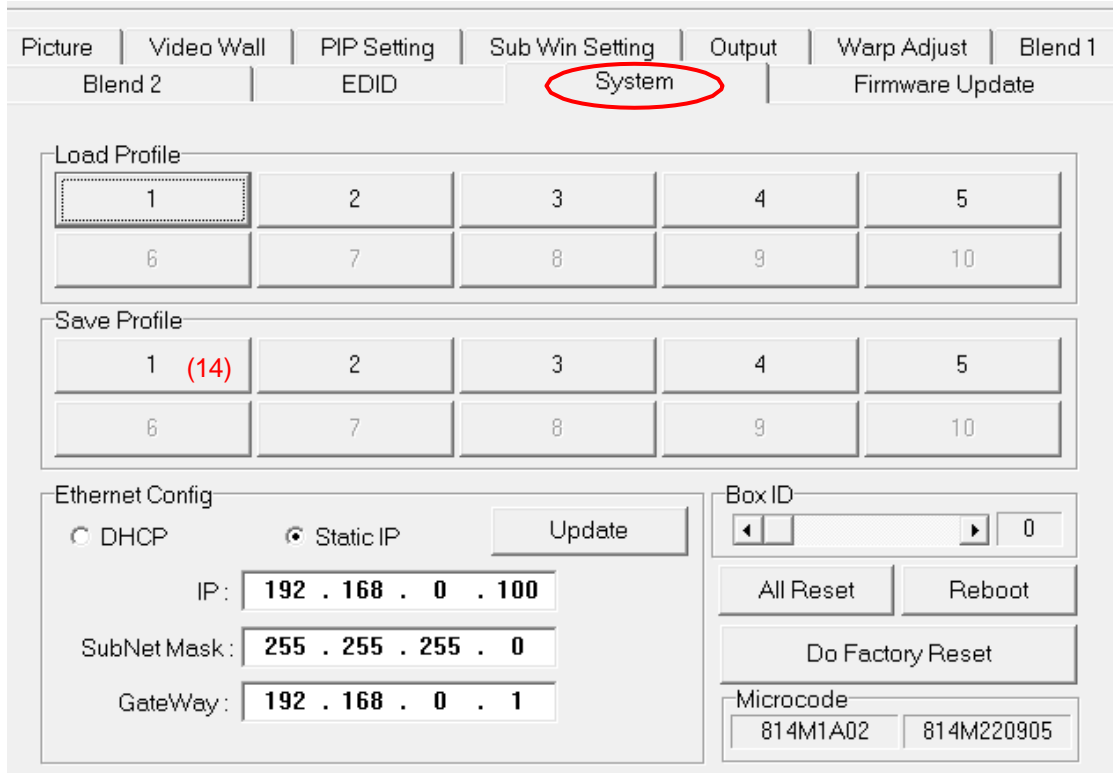 Picture Video Wall PIP Setting Sub Win Setting Output Warp Adjust Blend 1
Blend 2 EDID System Firmware Update
Load Profile
1 2 3 4 5
6 7 8 9 10
Save Profile
1 (14) 2 3 4 5
6 7 8 9 10
Ethernet Config
DHCP Static IP Update
IP : 192 . 168 . 0 . 100
SubNet Mask : 255 . 255 . 255 . 0
GateWay : 192 . 168 . 0 . 1
Box ID
0
All Reset Reboot
Do Factory Reset
Microcode
814M1A02 814M220905